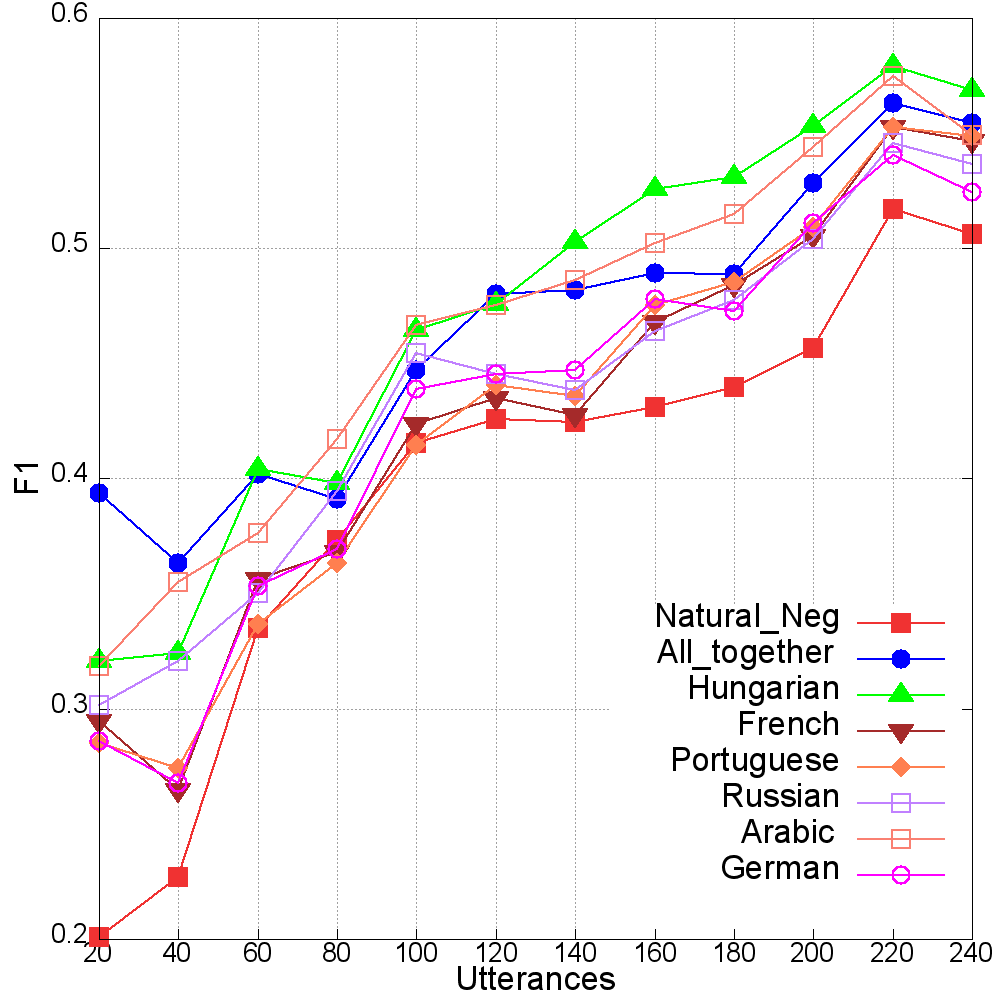 0.6
0.5
0.4
0.3
0.2
F1
20 40 60 80 100 120 140 160 180 200 220 240
Utterances
Natural_Neg
All_together
Hungarian
French
Portuguese
Russian
Arabic
German